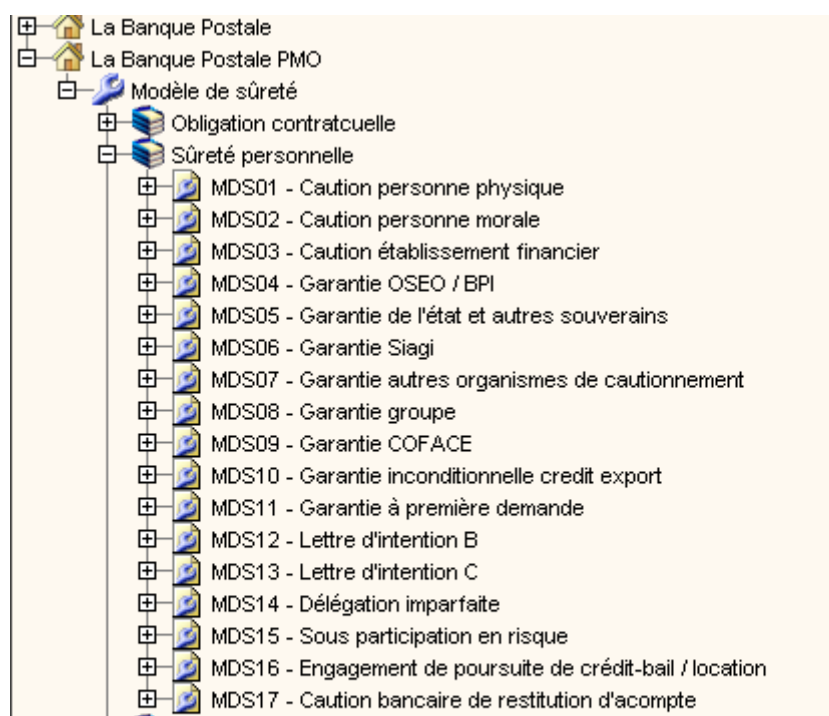 La Banque Postale
La Banque Postale PMO
Modèle de sûreté
Obligation contratcuelle
Sûreté personnelle
MDS01 - Caution personne physique
MDS02 - Caution personne morale
MDS03 - Caution établissement financier
MDS04 - Garantie OSEO / BPI
MDS05 - Garantie de l'état et autres souverains
MDS06 - Garantie Siagi
MDS07 - Garantie autres organismes de cautionnement
MDS08 - Garantie groupe
MDS09 - Garantie COFACE
MDS10 - Garantie inconditionnelle credit export
MDS11 - Garantie à première demande
MDS12 - Lettre d'intention B
MDS13 - Lettre d'intention C
MDS14 - Délégation imparfaite
MDS15 - Sous participation en risque
MDS16 - Engagement de poursuite de crédit-bail / location
MDS17 - Caution bancaire de restitution d'acompte